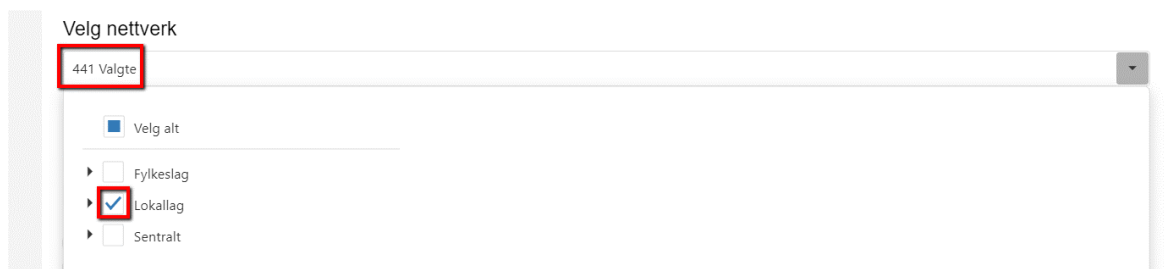 Velg nettverk
441 Valgte
Velg alt
Fylkeslag
Lokallag
Sentralt